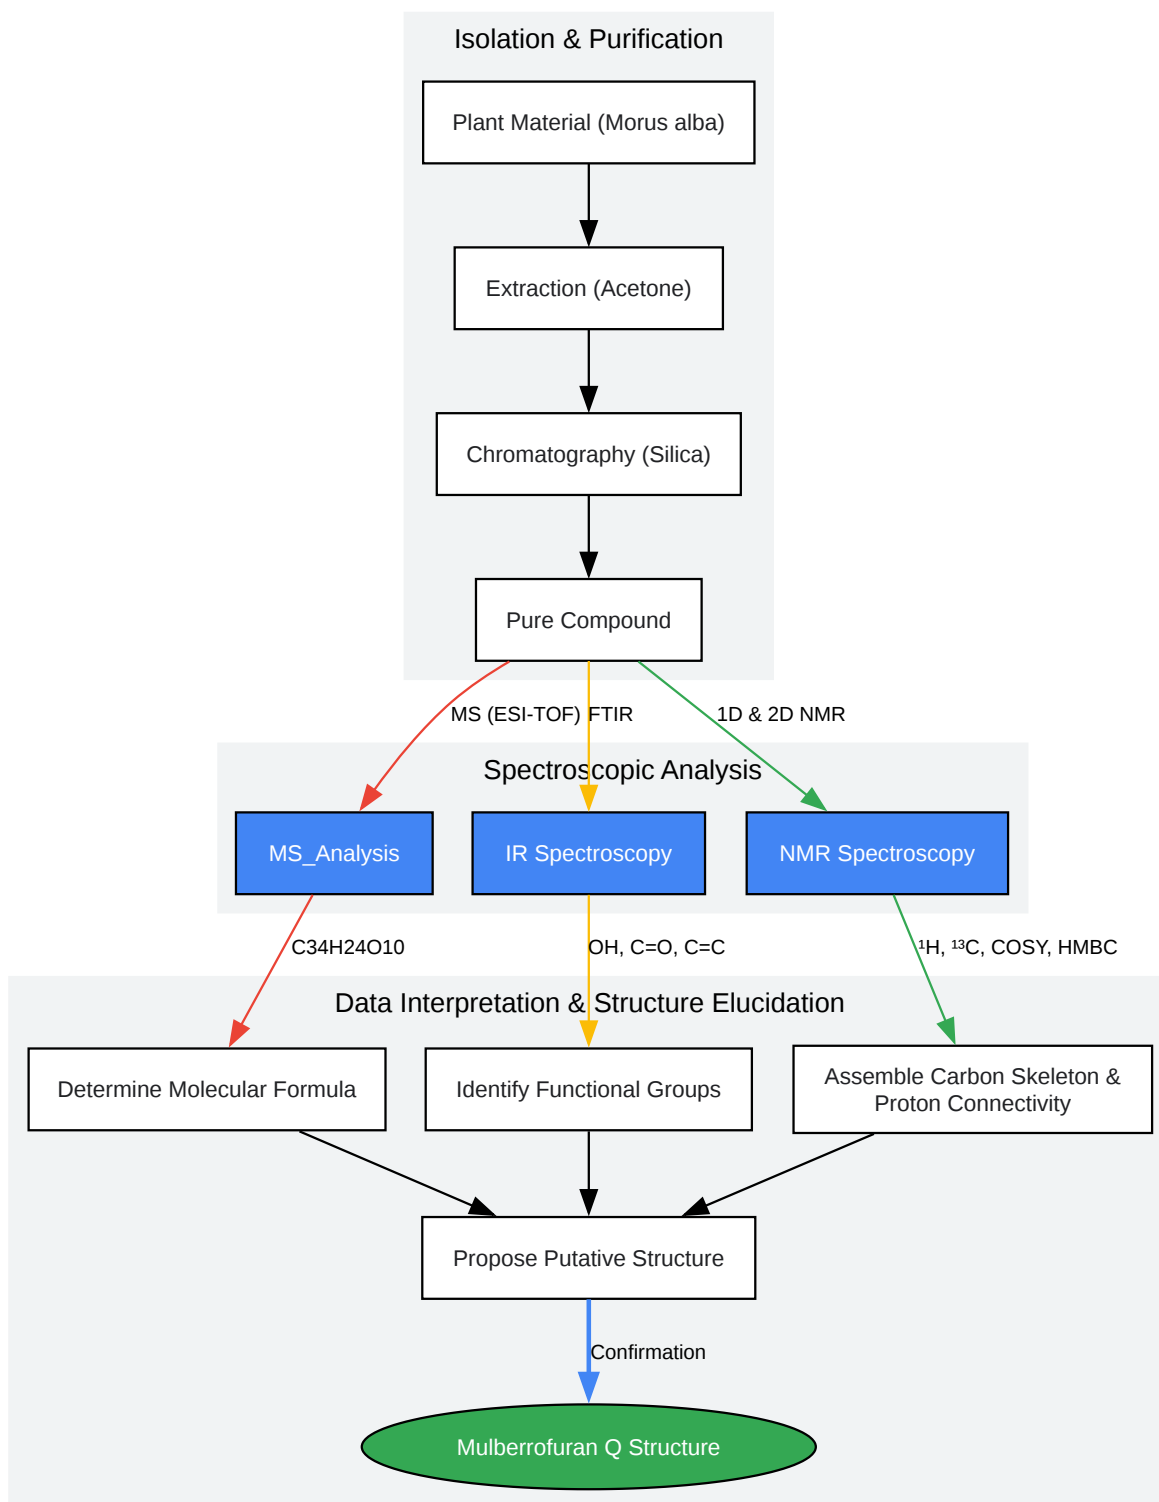 Isolation & Purification
Plant Material (Morus alba)
Extraction (Acetone)
Chromatography (Silica)
Pure Compound
MS (ESI-TOF)
FTIR
1D & 2D NMR
Spectroscopic Analysis
MS_Analysis
IR Spectroscopy
NMR Spectroscopy
C34H24O10
OH, C=O, C=C
¹H, ¹³C, COSY, HMBC
Data Interpretation & Structure Elucidation
Determine Molecular Formula
Identify Functional Groups
Assemble Carbon Skeleton &
Proton Connectivity
Propose Putative Structure
Confirmation
Mulberrofuran Q Structure